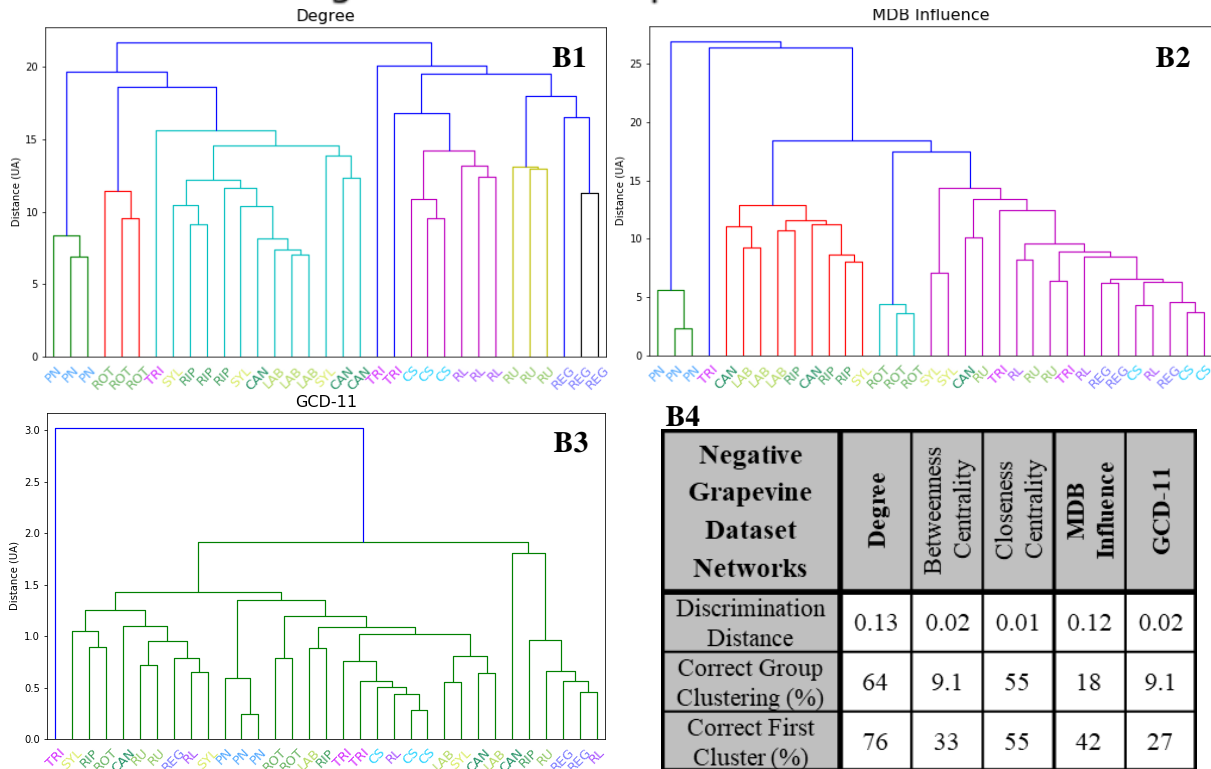 Degree
B1
Distance (UA)
20
15
10
5
0
PN PN PN ROT ROT ROT TRI SYL RIP RIP RIP SYL CAN LAB LAB LAB SYL CAN CAN TRI TRI CS CS CS RL RL RL RU RU RU REG REG REG
MDB Influence
B2
Distance (UA)
25
20
15
10
5
0
PN PN PN TRI CAN LAB LAB LAB RIP CAN RIP RIP SYL ROT ROT ROT SYL SYL CAN RU TRI RL RU RU TRI RL REG REG CS RL REG CS CS
GCD-11
B3
Distance (UA)
3.0
2.5
2.0
1.5
1.0
0.5
0.0
TRI SYL RIP ROT CAN RU RU REG RL SYL PN PN PN ROT ROT LAB RIP TRI TRI CS RL CS CS LAB SYL CAN LAB CAN RIP RU REG REG RL
B4
Negative
Grapevine
Dataset
Networks
Degree
Betweenness
Centrality
Closeness
Centrality
MDB
Influence
GCD-11
Discrimination
Distance
0.13 0.02 0.01 0.12 0.02
Correct Group
Clustering (%)
64 9.1 55 18 9.1
Correct First
Cluster (%)
76 33 55 42 27